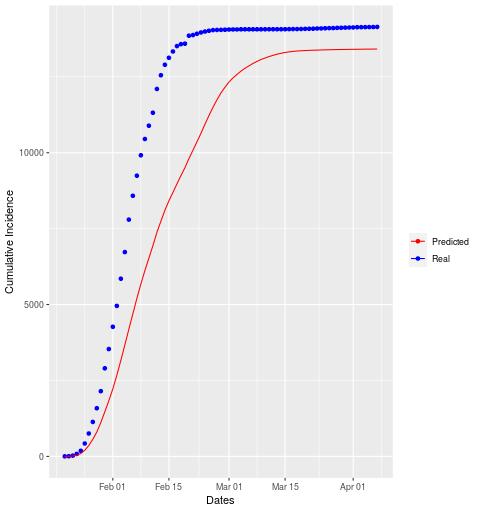 10000
5000
0
Cumulative Incidence
Feb 01
Feb 15
Mar 01
Mar 15
Apr 01
Dates
Predicted
Real